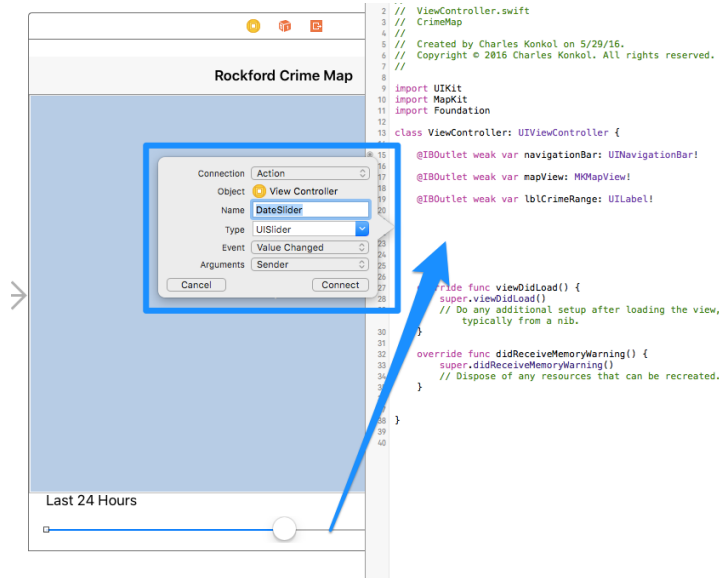 Rockford Crime Map
Connection Action
Object View Controller
Name DateSlider
Type UISlider
Event Value Changed
Arguments Sender
Cancel Connect
Last 24 Hours
2 // ViewController.swift
3 // CrimeMap
4 //
5 // Created by Charles Konkol on 5/29/16.
6 // Copyright © 2016 Charles Konkol. All rights reserved.
7 //
8
9 import UIKit
10 import MapKit
11 import Foundation
12
13 class ViewController: UIViewController {
15 @IBOutlet weak var navigationBar: UINavigationBar!
16
17 @IBOutlet weak var mapView: MKMapView!
18
19 @IBOutlet weak var lblCrimeRange: UILabel!
20
23
24
25
26
27 override func viewDidLoad() {
28 super.viewDidLoad()
// Do any additional setup after loading the view,
typically from a nib.
30 }
31
32 override func didReceiveMemoryWarning() {
33 super.didReceiveMemoryWarning()
34 // Dispose of any resources that can be recreated.
}
38 }
39
40